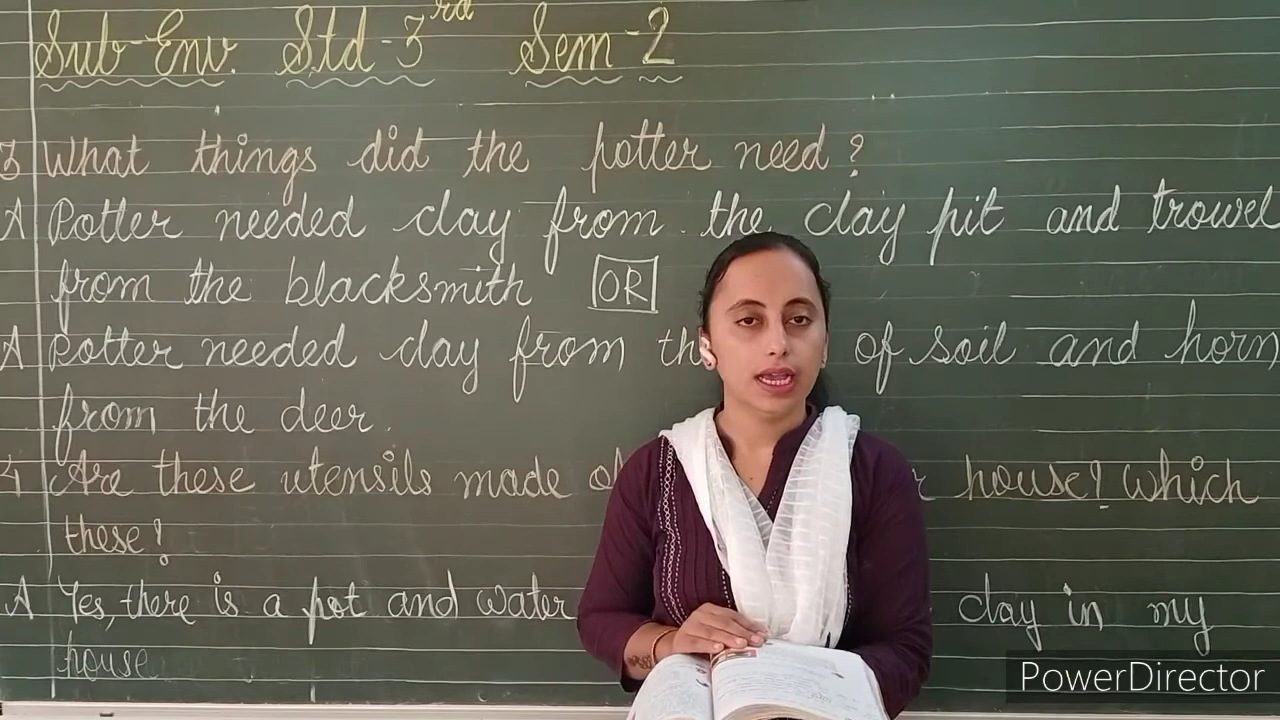 Sub-Env. Std-3rd Sem-2
3 What things did the potter need?
A Potter needed clay from the clay pit and trowel
from the blacksmith OR
A Potter needed clay from th of soil and horn
from the deer.
4 Are these utensils made of r house? Which
these?
A Yes, there is a pot and water clay in my
house
PowerDirector